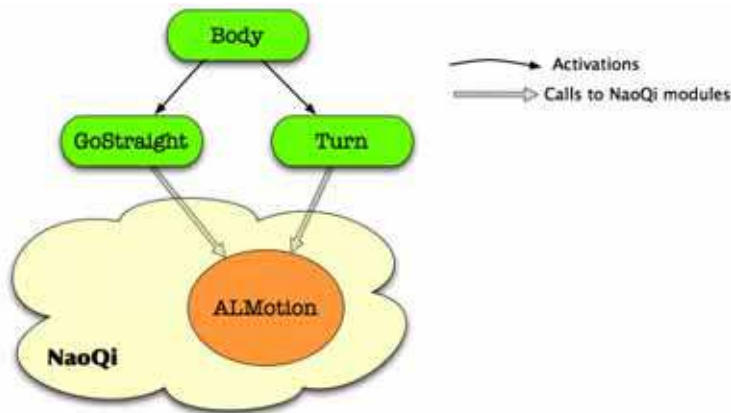 Body
Activations
Calls to NaoQi modules
GoStraight
Turn
ALMotion
NaoQi